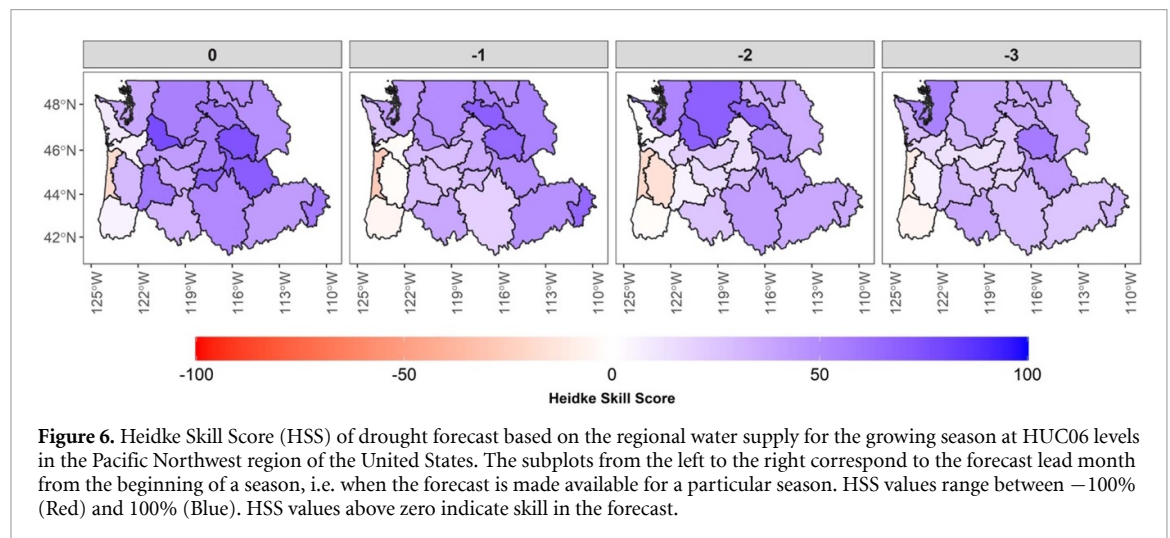 0 -1 -2 -3
48°N
46°N
44°N
42°N
125°W 122°W 119°W 116°W 113°W 110°W 125°W 122°W 119°W 116°W 113°W 110°W 125°W 122°W 119°W 116°W 113°W 110°W 125°W 122°W 119°W 116°W 113°W 110°W
-100 -50 0 50 100
Heidke Skill Score
Figure 6. Heidke Skill Score (HSS) of drought forecast based on the regional water supply for the growing season at HUC06 levels
in the Pacific Northwest region of the United States. The subplots from the left to the right correspond to the forecast lead month
from the beginning of a season, i.e. when the forecast is made available for a particular season. HSS values range between −100%
(Red) and 100% (Blue). HSS values above zero indicate skill in the forecast.